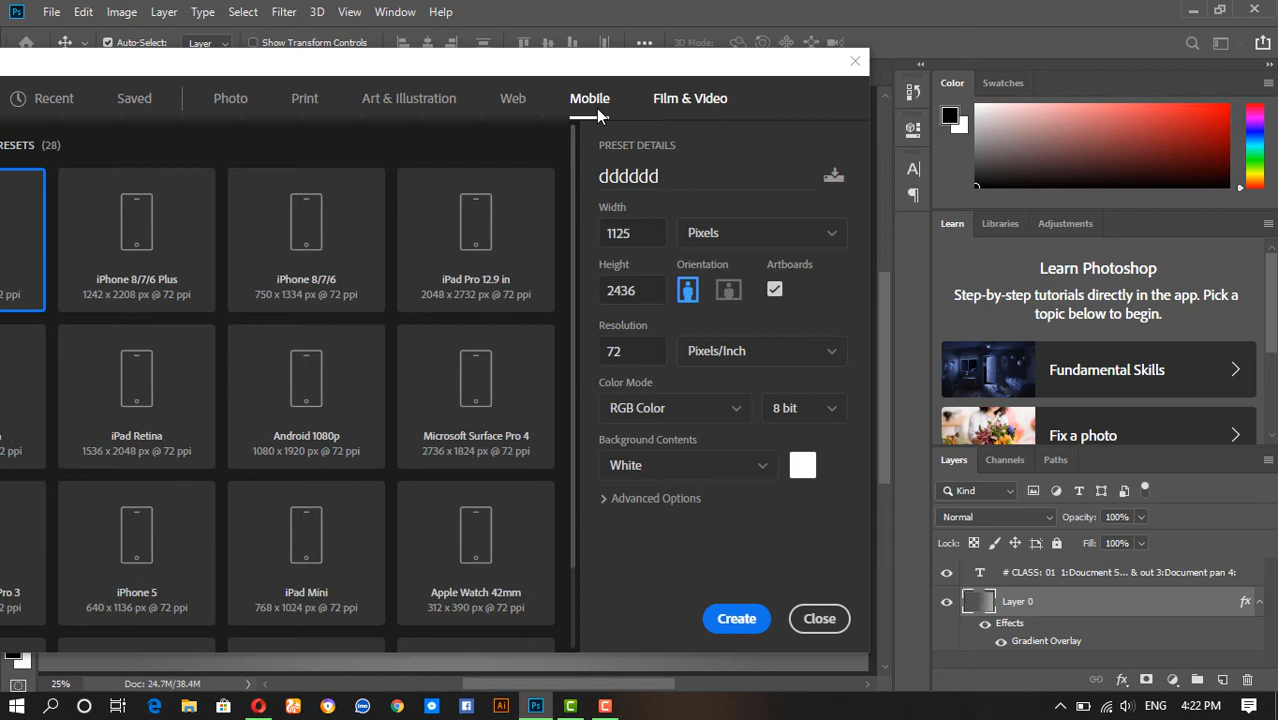 Ps File Edit Image Layer Type Select Filter 3D View Window Help
Auto-Select: Layer Show Transform Controls 3D Mode:
Recent Saved Photo Print Art & Illustration Web Mobile Film & Video
RESETS (28)
iPhone 8/7/6 Plus
1242 x 2208 px @ 72 ppi
iPhone 8/7/6
750 x 1334 px @ 72 ppi
iPad Pro 12.9 in
2048 x 2732 px @ 72 ppi
2 ppi
iPad Retina
1536 x 2048 px @ 72 ppi
Android 1080p
1080 x 1920 px @ 72 ppi
Microsoft Surface Pro 4
2736 x 1824 px @ 72 ppi
ppi
Pro 3
iPhone 5
640 x 1136 px @ 72 ppi
iPad Mini
768 x 1024 px @ 72 ppi
Apple Watch 42mm
312 x 390 px @ 72 ppi
ppi
PRESET DETAILS
dddddd
Width
1125 Pixels
Height Orientation Artboards
2436
Resolution
72 Pixels/Inch
Color Mode
RGB Color 8 bit
Background Contents
White
Advanced Options
Create Close
Color Swatches
Learn Libraries Adjustments
Learn Photoshop
Step-by-step tutorials directly in the app. Pick a
topic below to begin.
Fundamental Skills
Fix a photo
Layers Channels Paths
Kind
Normal Opacity: 100%
Lock: Fill: 100%
T # CLASS: 01 1:Doucment S... & out 3:Document pan 4:
Layer 0 fx
Effects
Gradient Overlay
25% Doc: 24.7M/38.4M
ENG 4:22 PM